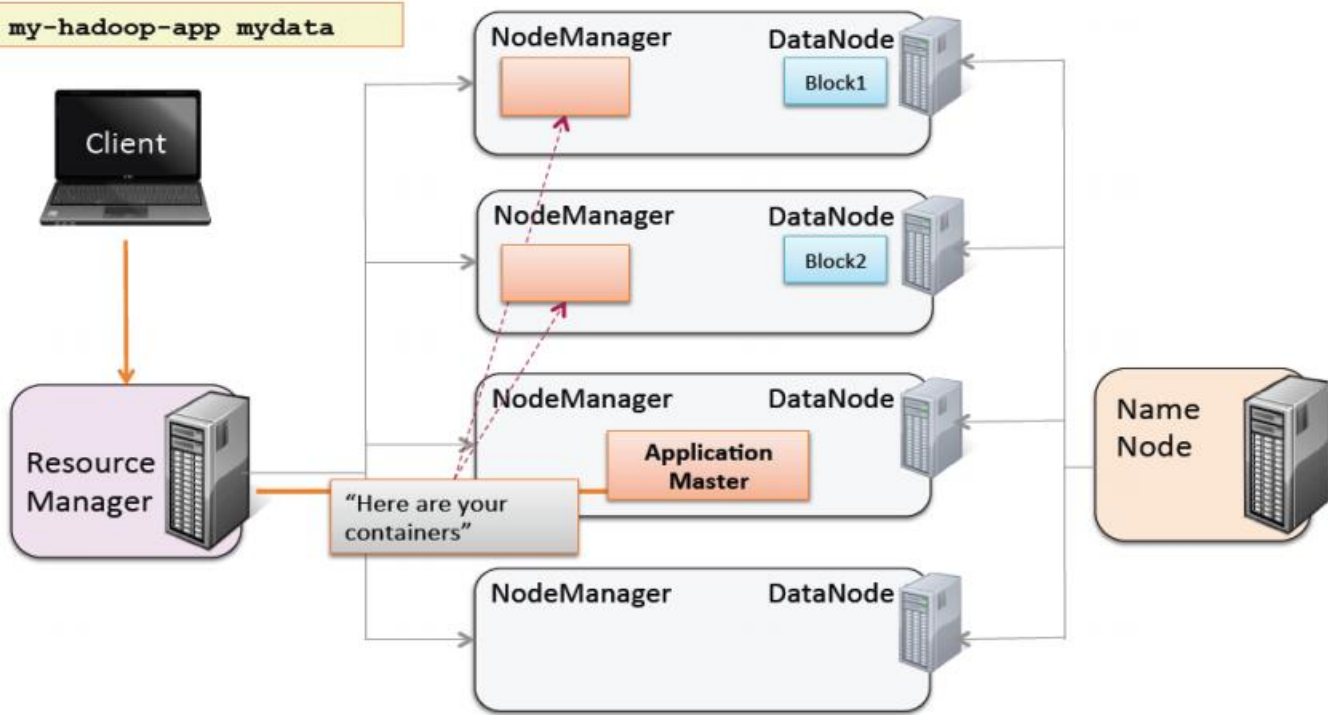 my-hadoop-app mydata
Client
Resource
Manager
NodeManager
DataNode
Block1
NodeManager
DataNode
Block2
NodeManager
DataNode
Application
Master
“Here are your
containers”
NodeManager
DataNode
Name
Node